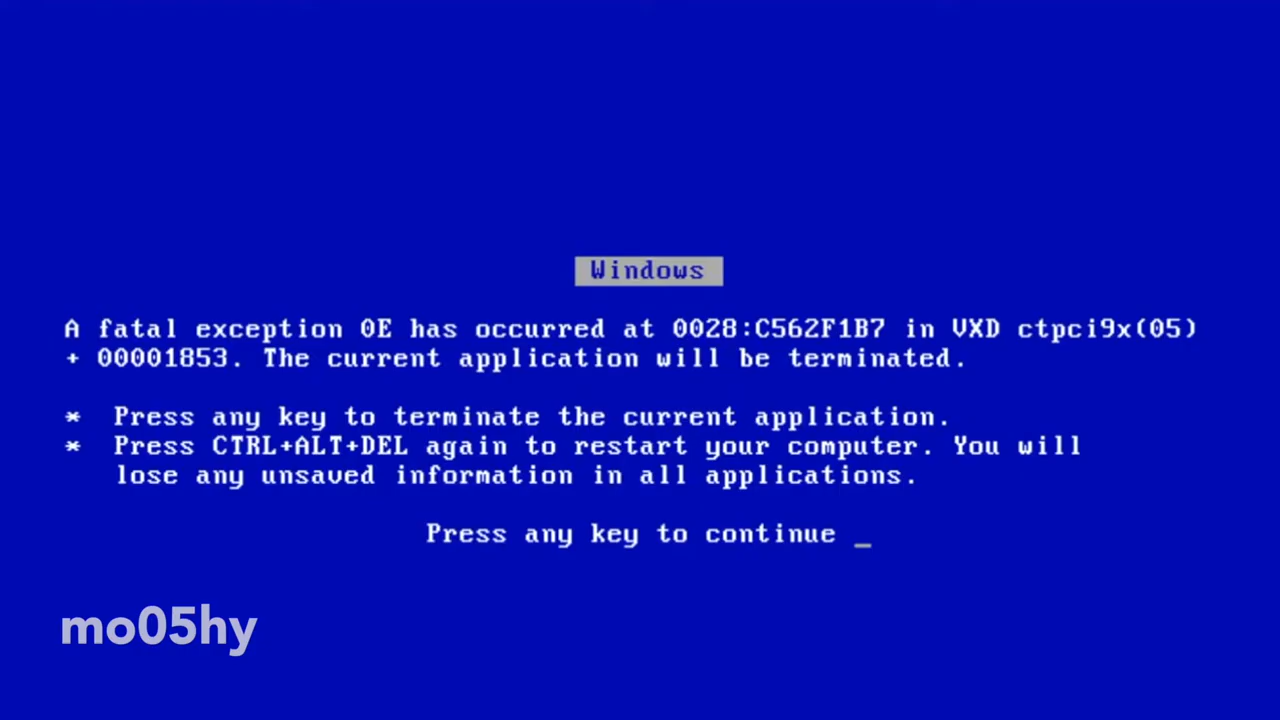 Windows
A fatal exception 0E has occurred at 0028:C562F1B7 in VXD ctpci9x(05)
+ 00001853. The current application will be terminated.
* Press any key to terminate the current application.
* Press CTRL+ALT+DEL again to restart your computer. You will
lose any unsaved information in all applications.
Press any key to continue _
mo05hy